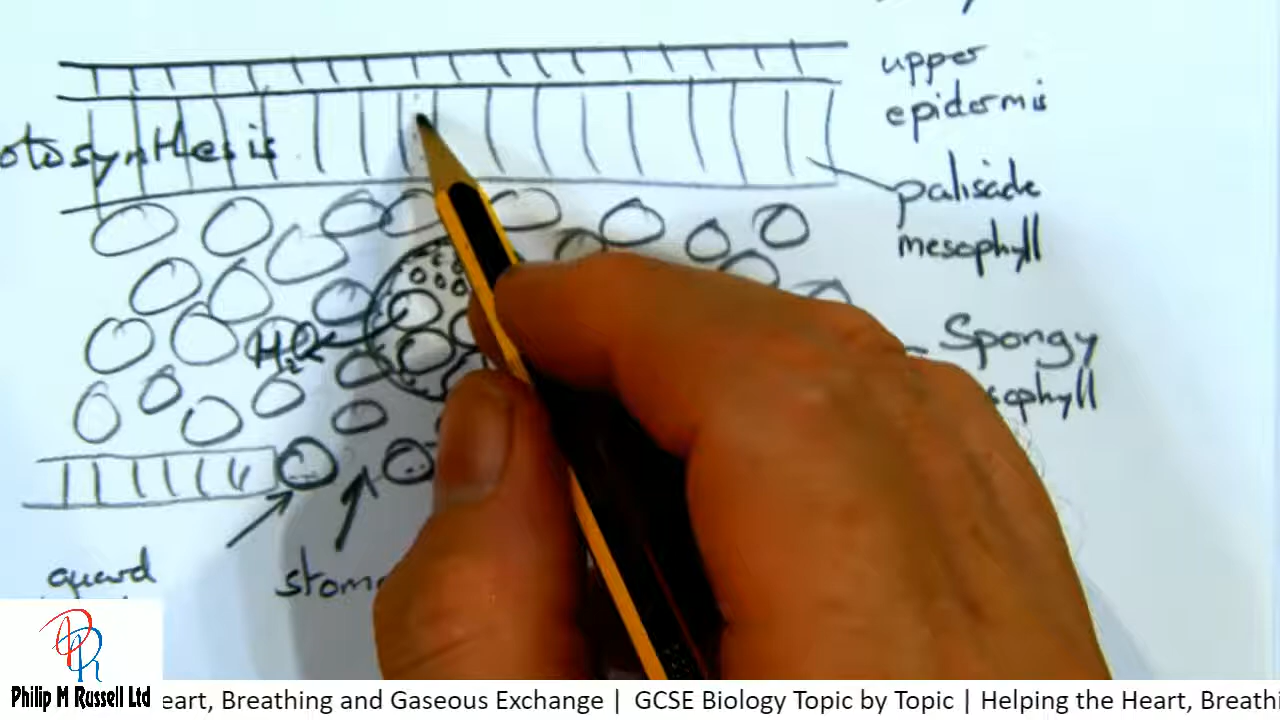 upper
epidermis
otosynthesis
palisade
mesophyll
Spongy
sophyll
H2O
guard
stom
Philip M Russell Ltd
eart, Breathing and Gaseous Exchange | GCSE Biology Topic by Topic | Helping the Heart, Breathi